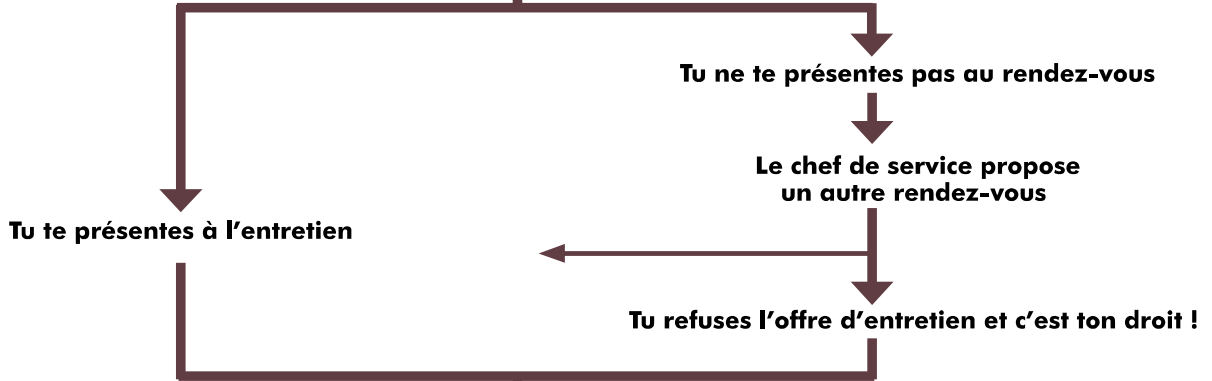 Tu ne te présentes pas au rendez-vous
Le chef de service propose
un autre rendez-vous
Tu te présentes à l'entretien
Tu refuses l'offre d'entretien et c'est ton droit !